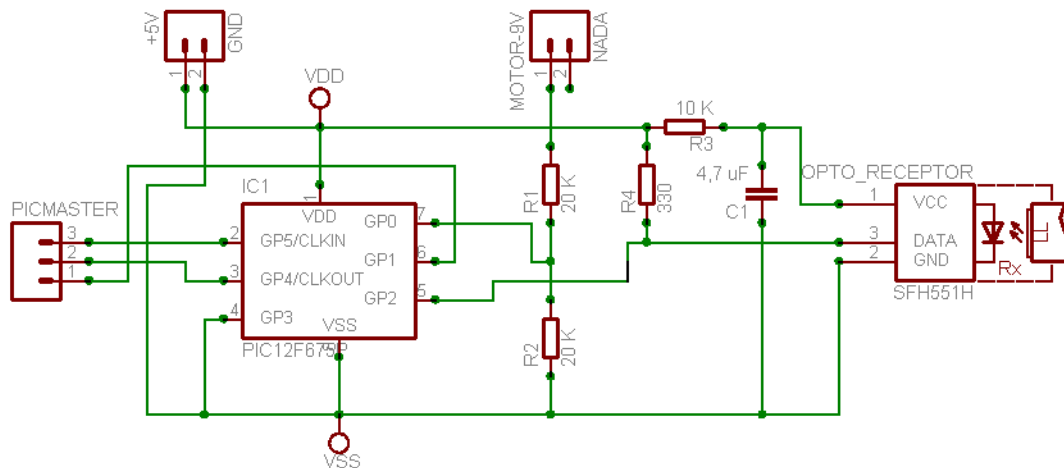 +5V
GND
1
2
MOTOR-9V
NADA
1
2
VDD
10 K
R3
4,7 uF
C1
OPTO_RECEPTOR
1
VCC
3
DATA
2
GND
Rx
SFH551H
R1
20 K
R4
330
PICMASTER
3
2
1
IC1
1
VDD
2
GP5/CLKIN
3
GP4/CLKOUT
4
GP3
GP0
7
GP1
6
GP2
5
VSS
8
PIC12F675P
R2
20 K
VSS